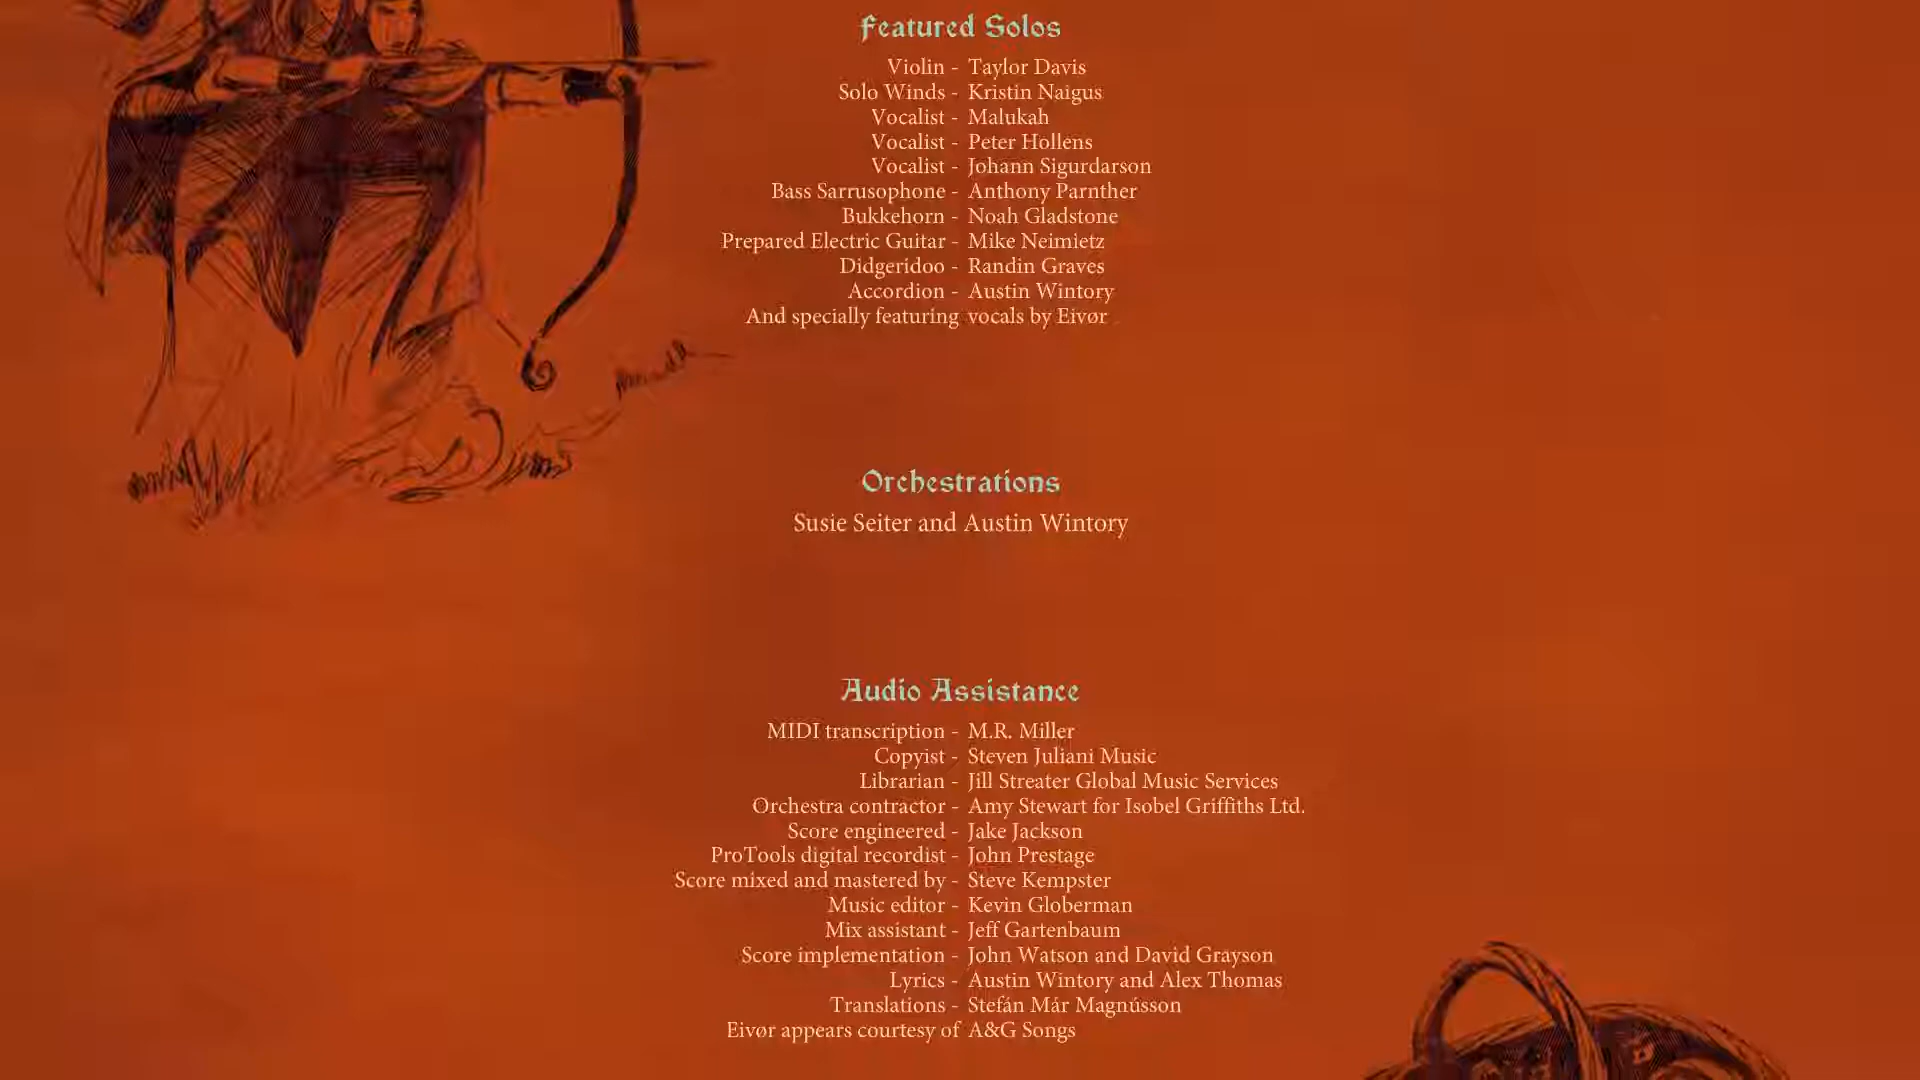 Featured Solos
Violin - Taylor Davis
Solo Winds - Kristin Naigus
Vocalist - Malukah
Vocalist - Peter Hollens
Vocalist - Johann Sigurdarson
Bass Sarrusophone - Anthony Parnther
Bukkehorn - Noah Gladstone
Prepared Electric Guitar - Mike Neimietz
Didgeridoo - Randin Graves
Accordion - Austin Wintory
And specially featuring vocals by Eivør
Orchestrations
Susie Seiter and Austin Wintory
Audio Assistance
MIDI transcription - M.R. Miller
Copyist - Steven Juliani Music
Librarian - Jill Streater Global Music Services
Orchestra contractor - Amy Stewart for Isobel Griffiths Ltd.
Score engineered - Jake Jackson
ProTools digital recordist - John Prestage
Score mixed and mastered by - Steve Kempster
Music editor - Kevin Globerman
Mix assistant - Jeff Gartenbaum
Score implementation - John Watson and David Grayson
Lyrics - Austin Wintory and Alex Thomas
Translations - Stefán Már Magnússon
Eivør appears courtesy of A&G Songs